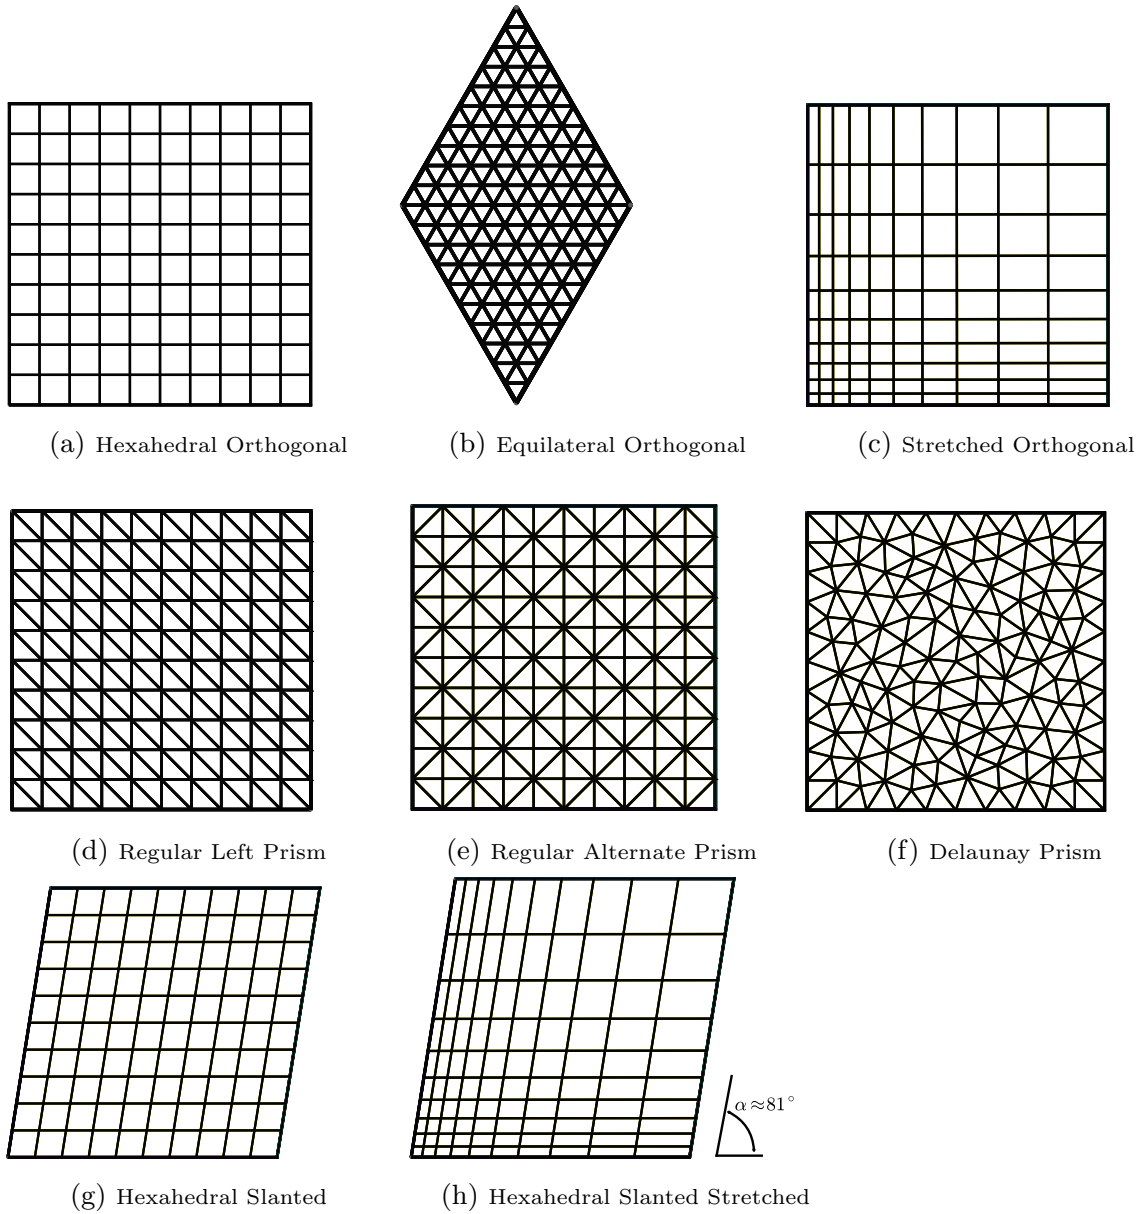 (a) Hexahedral Orthogonal
(b) Equilateral Orthogonal
(c) Stretched Orthogonal
(d) Regular Left Prism
(e) Regular Alternate Prism
(f) Delaunay Prism
α≈81°
(g) Hexahedral Slanted
(h) Hexahedral Slanted Stretched